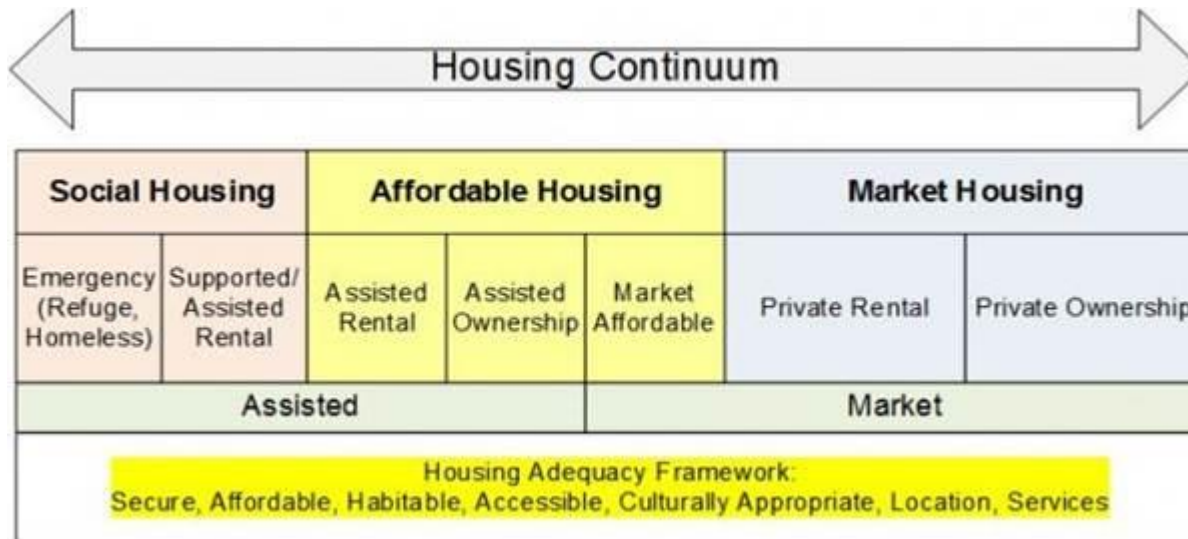 Housing Continuum
Social Housing
Affordable Housing
Market Housing
Emergency
(Refuge,
Homeless)
Supported/
Assisted
Rental
Assisted
Rental
Assisted
Ownership
Market
Affordable
Private Rental
Private Ownership
Assisted
Market
Housing Adequacy Framework:
Secure, Affordable, Habitable, Accessible, Culturally Appropriate, Location, Services